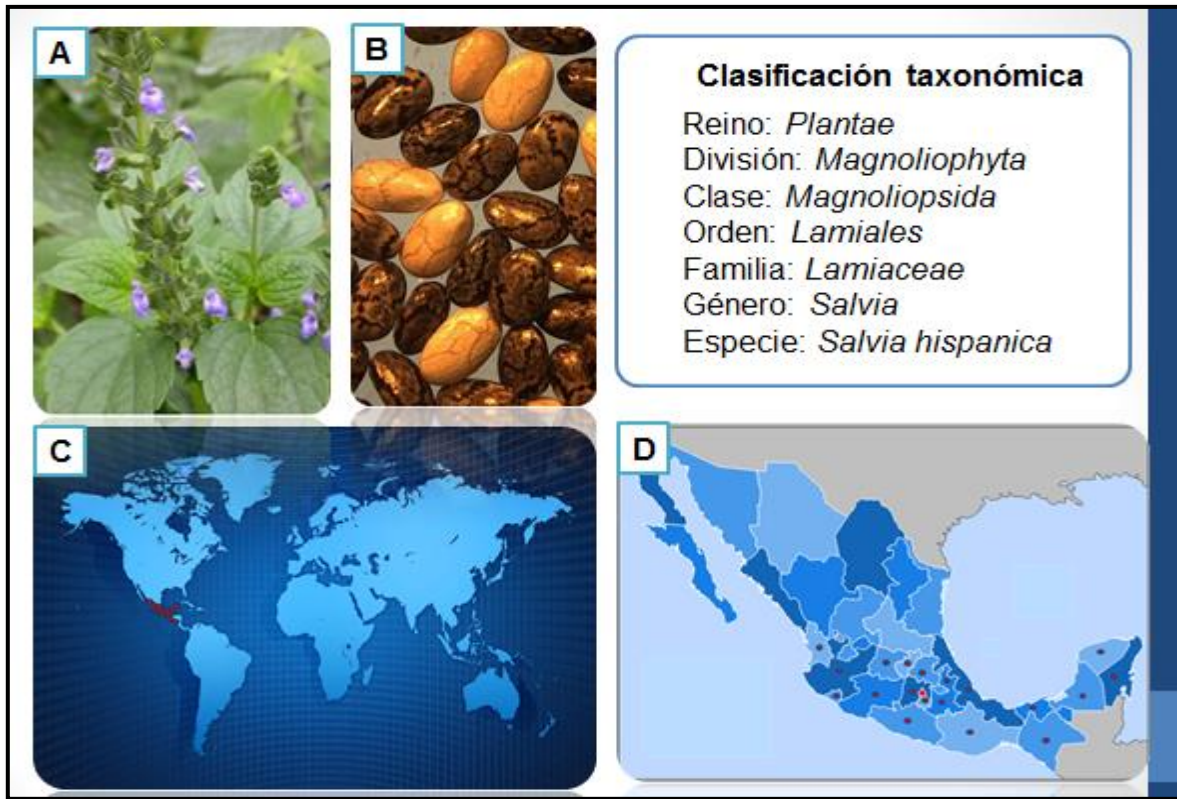 A
B
Clasificación taxonómica
Reino: Plantae
División: Magnoliophyta
Clase: Magnoliopsida
Orden: Lamiales
Familia: Lamiaceae
Género: Salvia
Especie: Salvia hispanica
C
D